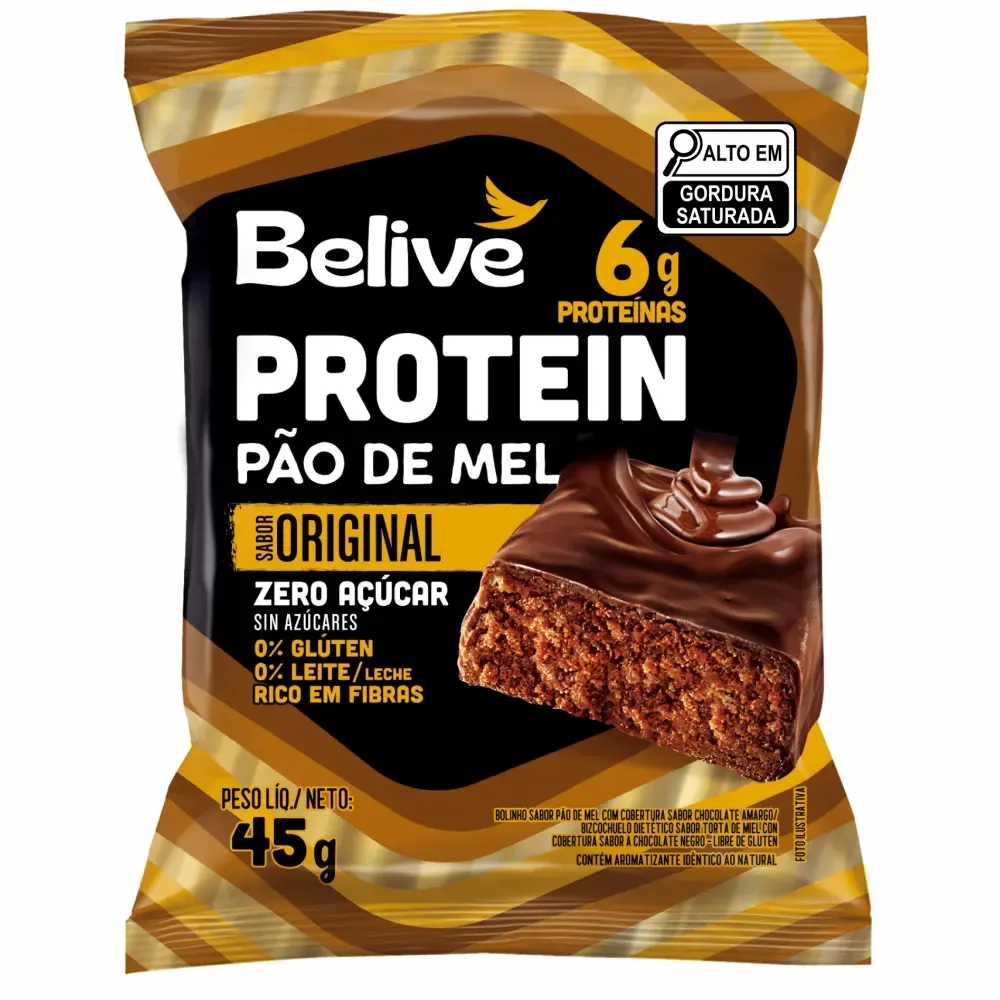 ALTO EM
GORDURA
SATURADA
Belive
6g
PROTEÍNAS
PROTEIN
PÃO DE MEL
SABOR
ORIGINAL
ZERO AÇÚCAR
SIN AZÚCARES
0% GLÚTEN
0% LEITE/LECHE
RICO EM FIBRAS
PESO LÍQ./ NETO:
45g
BOLINHO SABOR PÃO DE MEL COM COBERTURA SABOR CHOCOLATE AMARGO/
BIZCOCHUELO DIETÉTICO SABOR TORTA DE MIEL CON
COBERTURA SABOR A CHOCOLATE NEGRO - LIBRE DE GLUTEN
CONTÉM AROMATIZANTE IDÊNTICO AO NATURAL
FOTO ILUSTRATIVA